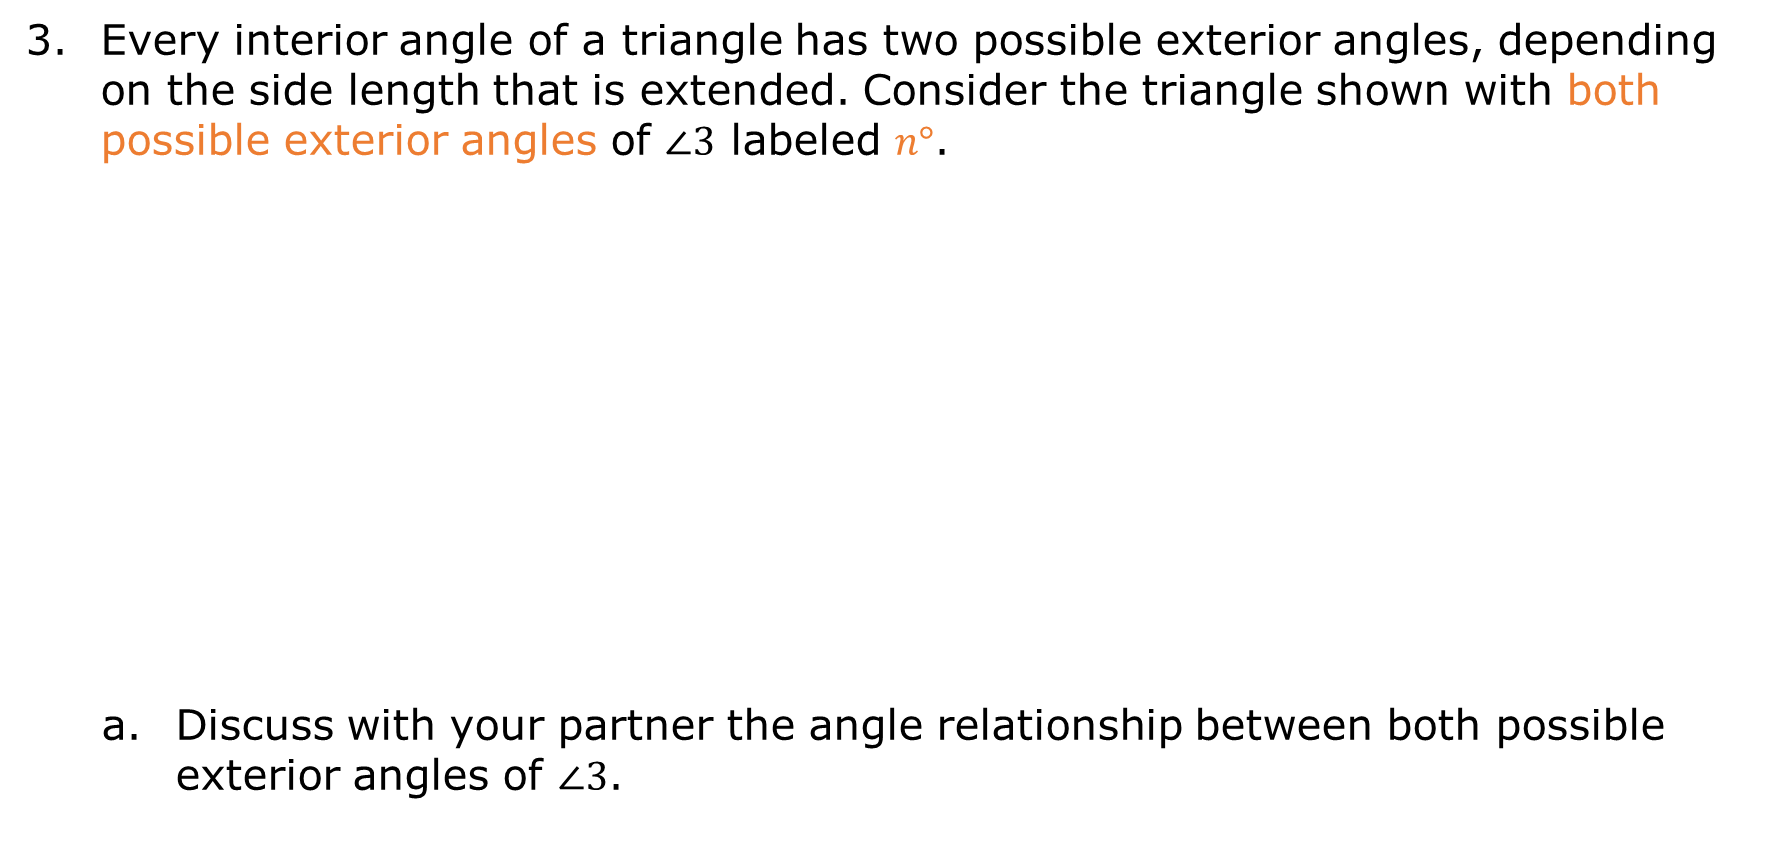 3. Every interior angle of a triangle has two possible exterior angles, depending
on the side length that is extended. Consider the triangle shown with both
possible exterior angles of ∠3 labeled n°.
a. Discuss with your partner the angle relationship between both possible
exterior angles of ∠3.